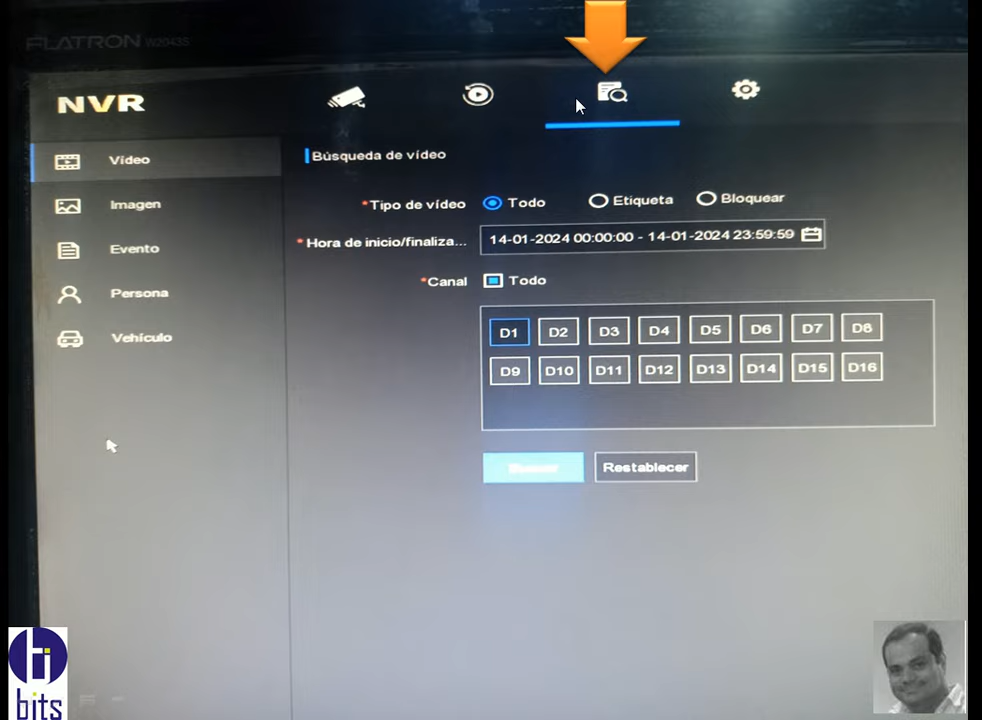 FLATRON W2043S
NVR
Vídeo
Imagen
Evento
Persona
Vehículo
Búsqueda de vídeo
*Tipo de vídeo Todo Etiqueta Bloquear
*Hora de inicio/finaliza... 14-01-2024 00:00:00 - 14-01-2024 23:59:59
*Canal Todo
D1 D2 D3 D4 D5 D6 D7 D8
D9 D10 D11 D12 D13 D14 D15 D16
Restablecer
bits